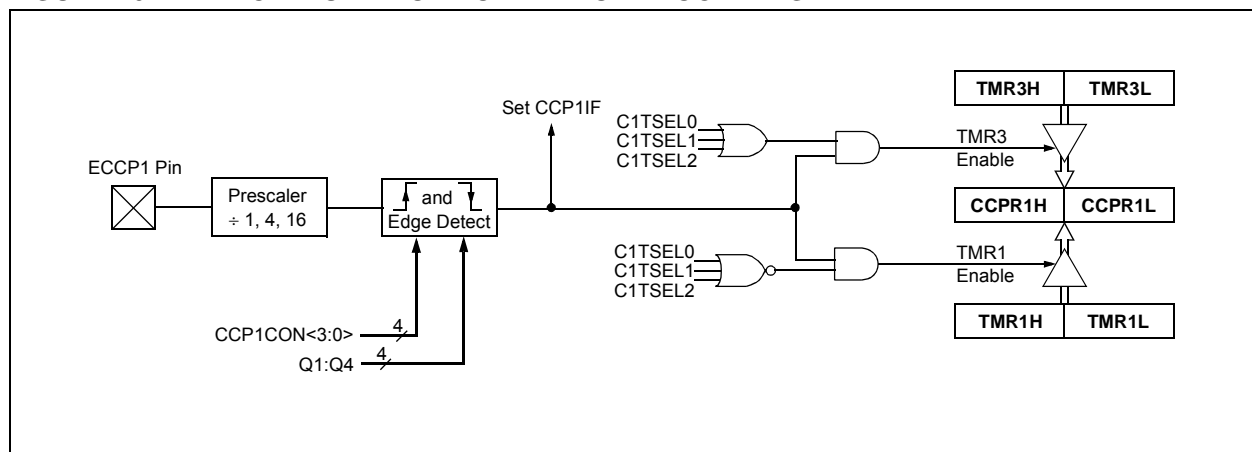 TMR3H TMR3L
Set CCP1IF
C1TSEL0
C1TSEL1
C1TSEL2
TMR3
Enable
ECCP1 Pin
Prescaler
÷ 1, 4, 16
and
Edge Detect
CCPR1H CCPR1L
C1TSEL0
C1TSEL1
C1TSEL2
TMR1
Enable
TMR1H TMR1L
CCP1CON<3:0>
4
Q1:Q4
4